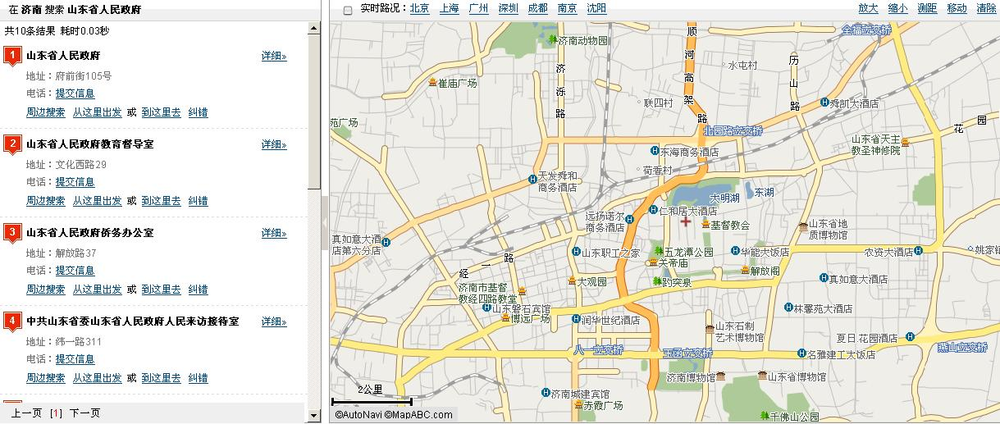 在 济南 搜索 山东省人民政府
共10条结果 耗时0.03秒
1
山东省人民政府
详细»
地址：府前街105号
电话：提交信息
周边搜索 从这里出发 或 到这里去 纠错
2
山东省人民政府教育督导室
详细»
地址：文化西路29
电话：提交信息
周边搜索 从这里出发 或 到这里去 纠错
3
山东省人民政府侨务办公室
详细»
地址：解放路37
电话：提交信息
周边搜索 从这里出发 或 到这里去 纠错
4
中共山东省委山东省人民政府人民来访接待室
详细»
地址：纬一路311
电话：提交信息
周边搜索 从这里出发 或 到这里去 纠错
上一页 [1] 下一页
实时路况：北京 上海 广州 深圳 成都 南京 沈阳
放大 缩小 测距 移动 清除
济南动物园
顺河高架路
全福立交桥
水屯村
历山路
济泺路
崔庙广场
联四村
舜凯大酒店
苑广场
北园路立交桥
花园
山东省天主
教圣神修院
东海商务酒店
荷香村
天发舜和
商务酒店
大明湖
东湖
仁和居大酒店
远扬诺尔
商务酒店
基督教会
山东省地
质博物馆
真如意大酒
店第六分店
山东职工之家
五龙潭公园
关帝庙
华能大饭店
农资大酒店
姚家镇
经一路
解放阁
大观园
趵突泉
真如意大酒店
济南市基督
教经四路教堂
山东磐石宾馆
博远广场
润华世纪酒店
林馨苑大酒店
山东石刻
艺术博物馆
夏日.花园酒店
八一立交桥
玉函立交桥
名雅建工大饭店
燕山立交桥
济南博物馆
山东省博物馆
2公里
济南城建宾馆
赤霞广场
千佛山公园
©AutoNavi ©MapABC.com